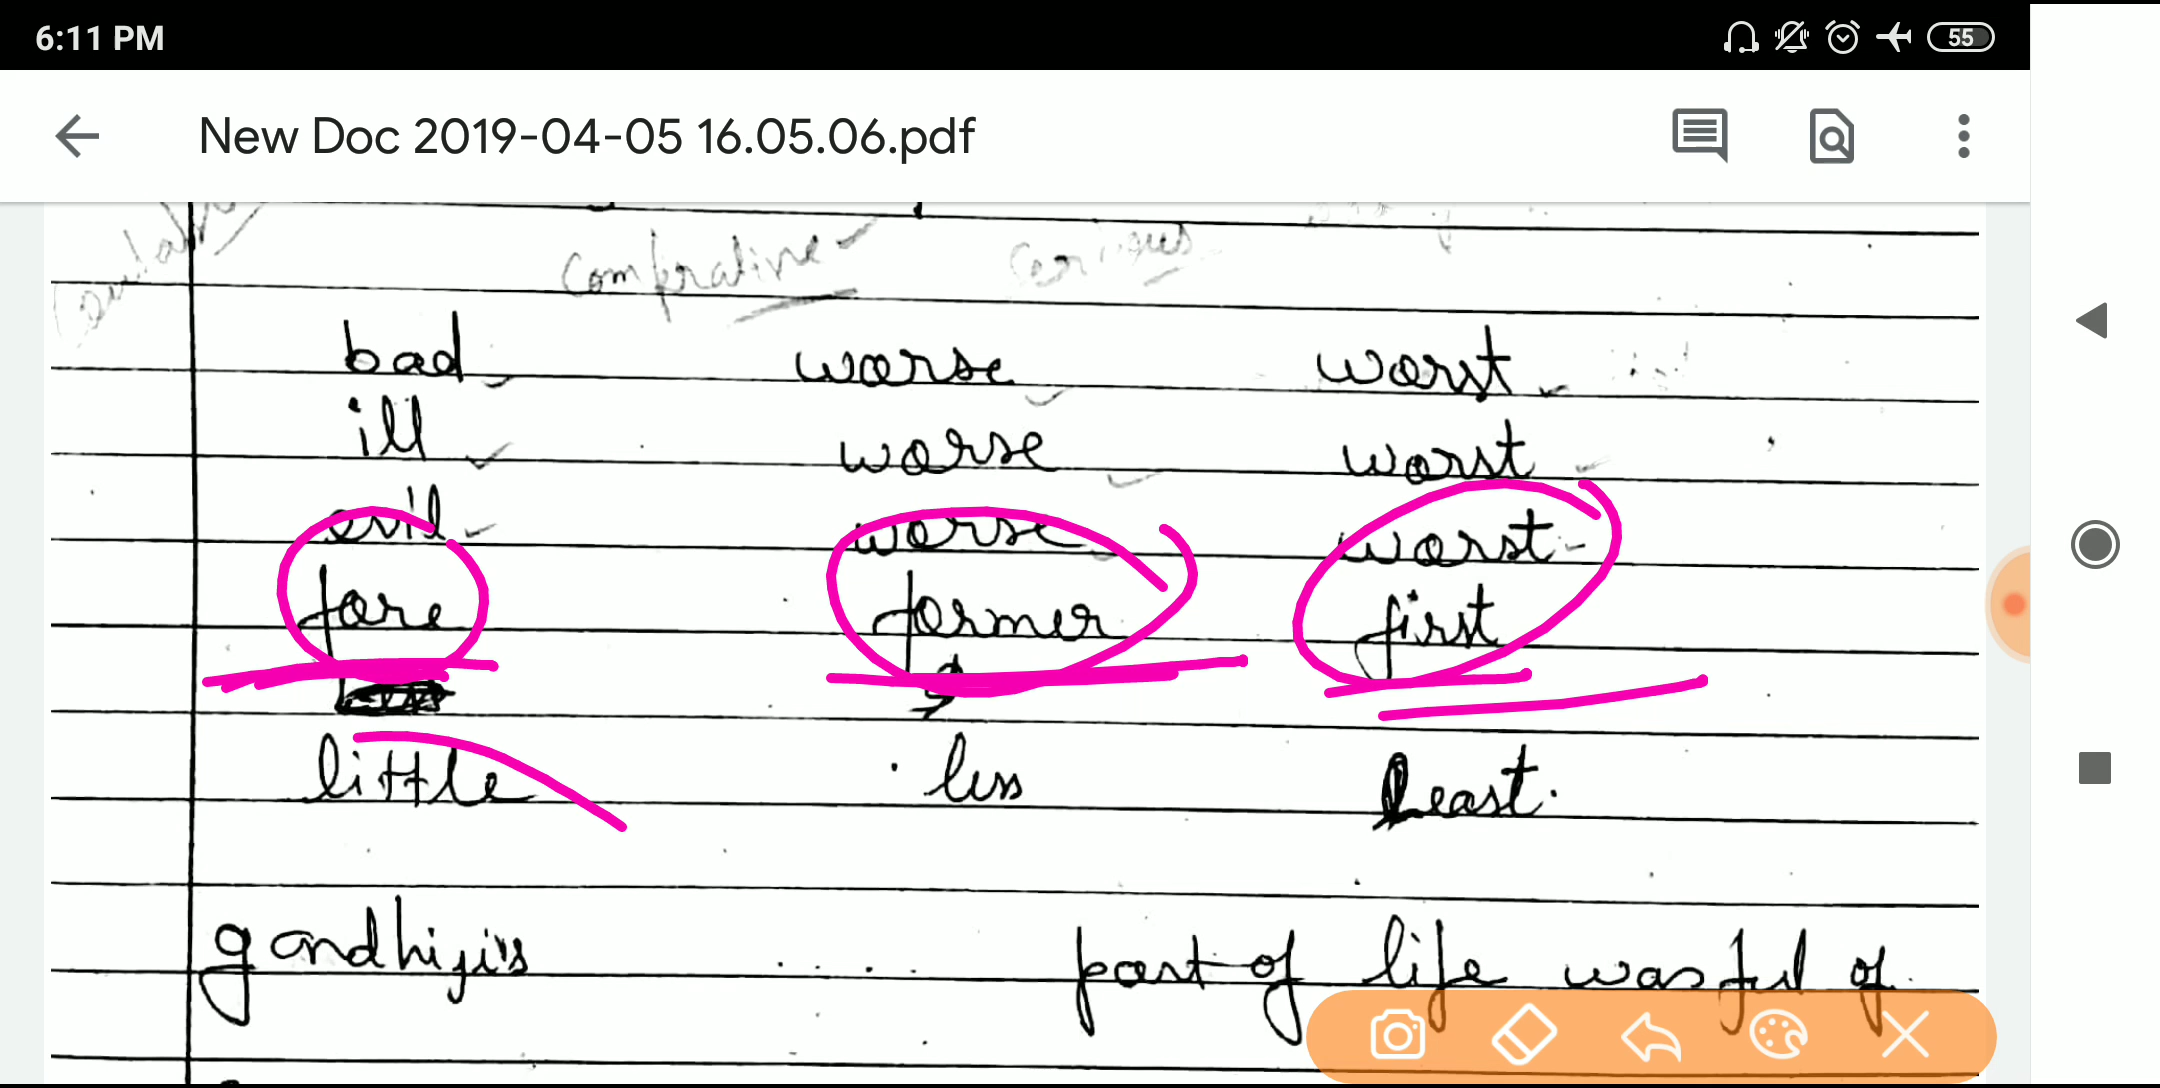 6:11 PM 55
New Doc 2019-04-05 16.05.06.pdf
Comparative
bad worse worst
ill worse worst
evil worse worst
fore former first
little less least.
gandhiji's .... part of life was ful of